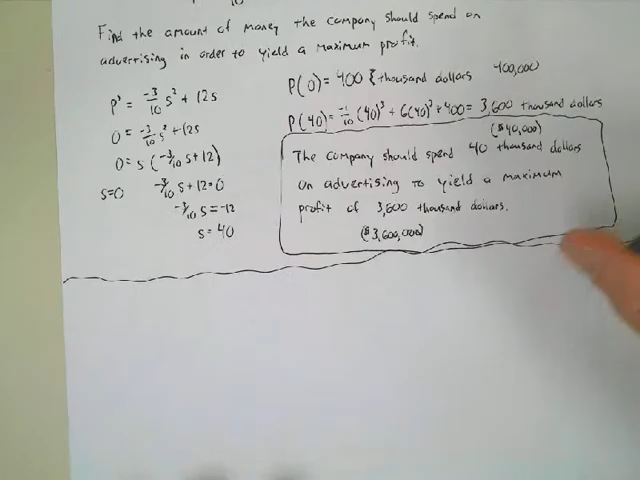 10
Find the amount of money the company should spend on
advertising in order to yield a maximum profit.
P' = -3/10 s² + 12s
0 = -3/10 s² + 12s
0 = s (-3/10 s + 12)
s=0 -3/10 s + 12 = 0
-3/10 s = -12
s = 40
P(0) = 400 { thousand dollars 400,000
P(40) = -1/10 (40)³ + 6(40)² + 400 = 3,600 thousand dollars
($40,000)
The company should spend 40 thousand dollars
on advertising to yield a maximum
profit of 3,600 thousand dollars.
($3,600,000)